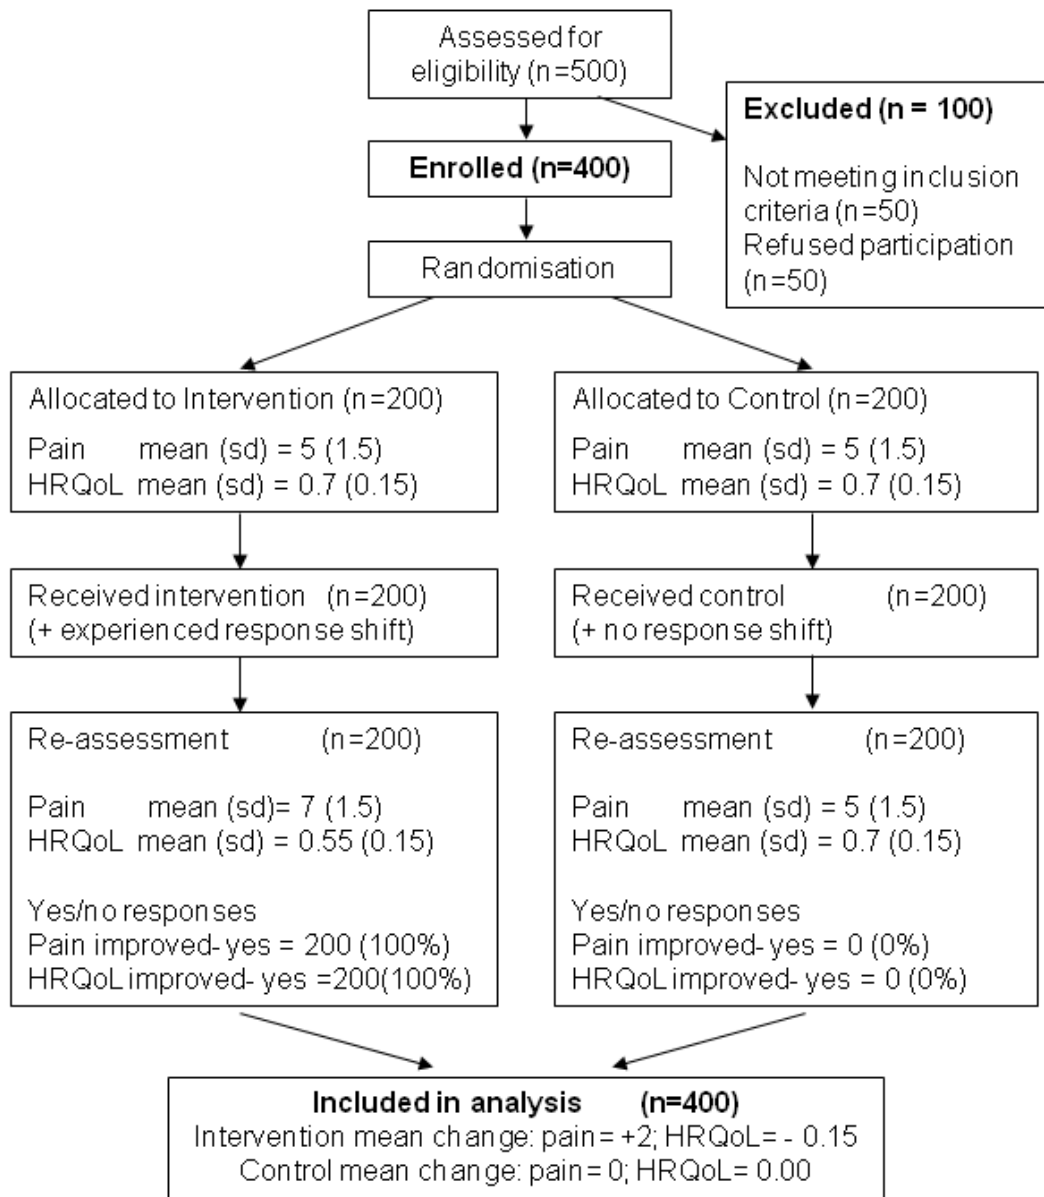 Assessed for
eligibility (n=500)
Excluded (n = 100)
Not meeting inclusion
criteria (n=50)
Refused participation
(n=50)
Enrolled (n=400)
Randomisation
Allocated to Intervention (n=200)
Pain mean (sd) = 5 (1.5)
HRQoL mean (sd) = 0.7 (0.15)
Allocated to Control (n=200)
Pain mean (sd) = 5 (1.5)
HRQoL mean (sd) = 0.7 (0.15)
Received intervention (n=200)
(+ experienced response shift)
Received control (n=200)
(+ no response shift)
Re-assessment (n=200)
Pain mean (sd)= 7 (1.5)
HRQoL mean (sd) = 0.55 (0.15)
Yes/no responses
Pain improved- yes = 200 (100%)
HRQoL improved- yes =200(100%)
Re-assessment (n=200)
Pain mean (sd) = 5 (1.5)
HRQoL mean (sd) = 0.7 (0.15)
Yes/no responses
Pain improved- yes = 0 (0%)
HRQoL improved- yes = 0 (0%)
Included in analysis (n=400)
Intervention mean change: pain= +2; HRQoL= - 0.15
Control mean change: pain= 0; HRQoL= 0.00